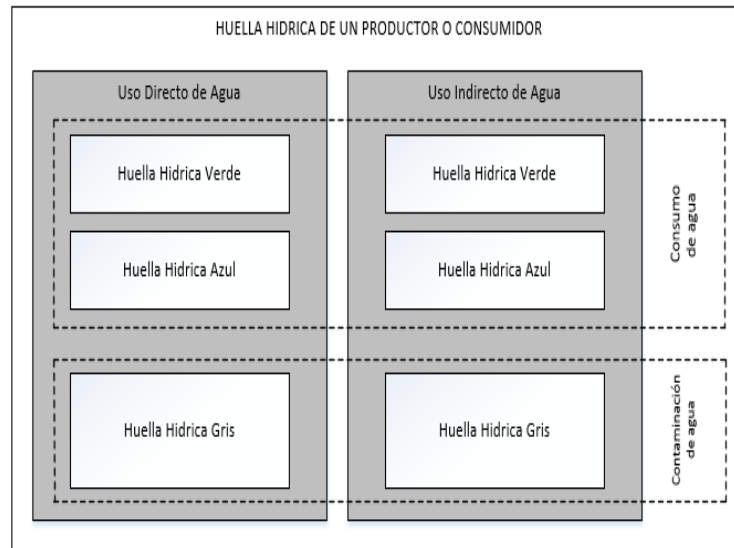 HUELLA HIDRICA DE UN PRODUCTOR O CONSUMIDOR
Uso Directo de Agua
Huella Hidrica Verde
Huella Hidrica Azul
Huella Hidrica Gris
Uso Indirecto de Agua
Huella Hidrica Verde
Huella Hidrica Azul
Huella Hidrica Gris
Consumo
de agua
Contaminación
de agua